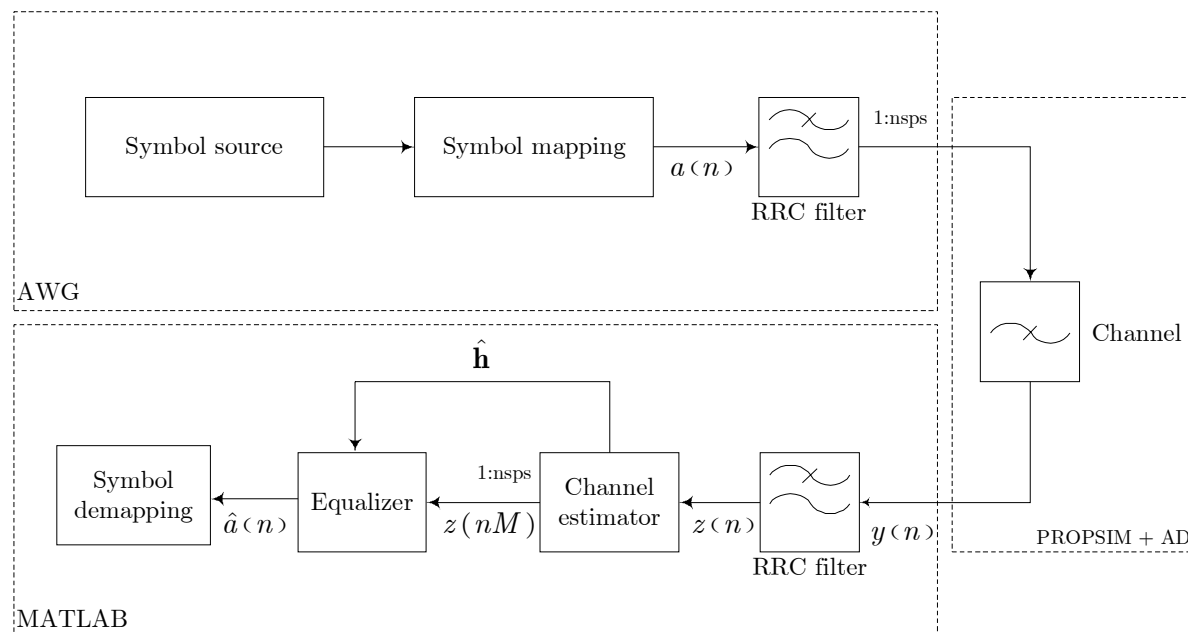 Symbol source
Symbol mapping
a(n)
1:nsps
RRC filter
AWG
Channel
ĥ
Symbol
demapping
â(n)
Equalizer
1:nsps
z(nM)
Channel
estimator
z(n)
RRC filter
y(n)
PROPSIM + AD
MATLAB